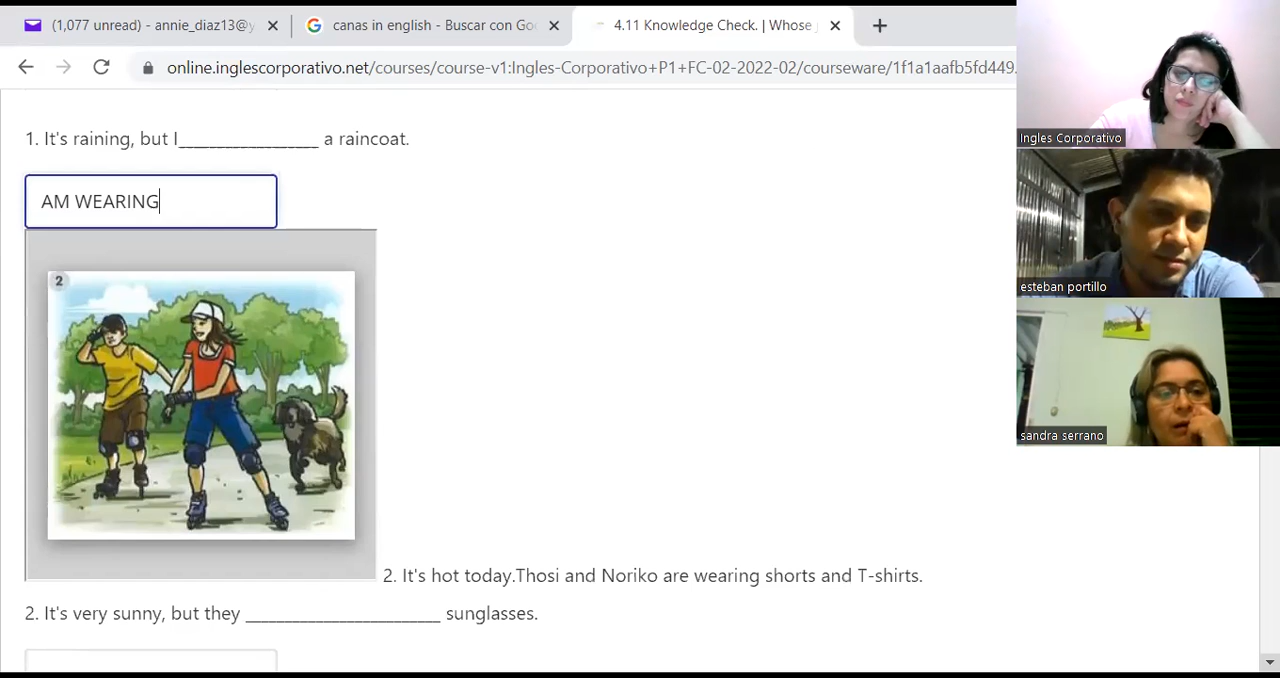 (1,077 unread) - annie_diaz13@y
canas in english - Buscar con Goo
4.11 Knowledge Check. | Whose
online.inglescorporativo.net/courses/course-v1:Ingles-Corporativo+P1+FC-02-2022-02/courseware/1f1a1aafb5fd449.
1. It's raining, but I________________ a raincoat.
AM WEARING
2
2. It's hot today.Thosi and Noriko are wearing shorts and T-shirts.
2. It's very sunny, but they ______________________ sunglasses.
Ingles Corporativo
esteban portillo
sandra serrano